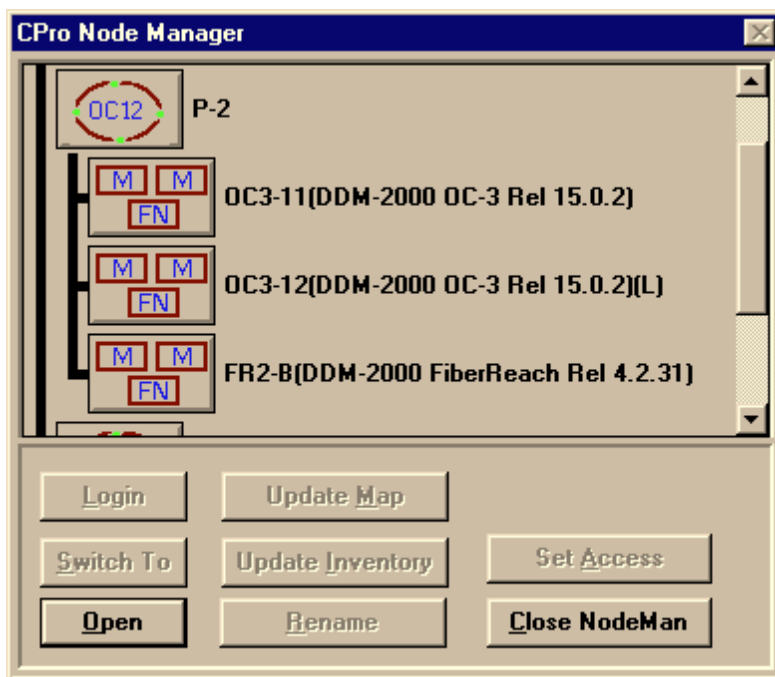 CPro Node Manager
OC12
P-2
M M
FN
OC3-11(DDM-2000 OC-3 Rel 15.0.2)
M M
FN
OC3-12(DDM-2000 OC-3 Rel 15.0.2)(L)
M M
FN
FR2-B(DDM-2000 FiberReach Rel 4.2.31)
Login
Update Map
Switch To
Update Inventory
Set Access
Open
Rename
Close NodeMan